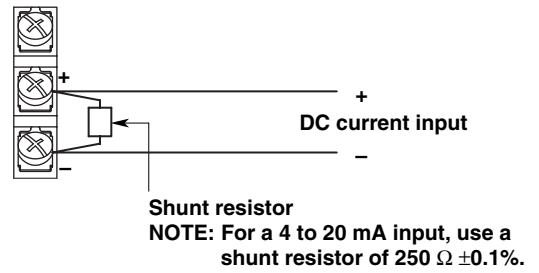 +
+
DC current input
–
–
Shunt resistor
NOTE: For a 4 to 20 mA input, use a
shunt resistor of 250 Ω ±0.1%.